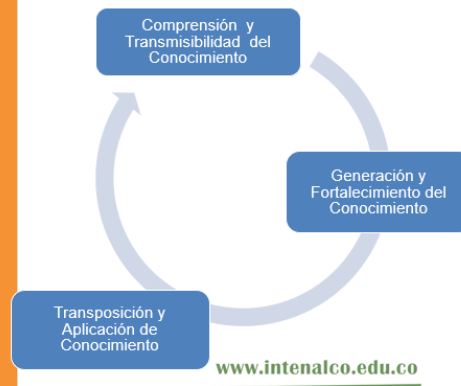 Comprensión y
Transmisibilidad del
Conocimiento
Generación y
Fortalecimiento del
Conocimiento
Transposición y
Aplicación de
Conocimiento
www.intenalco.edu.co